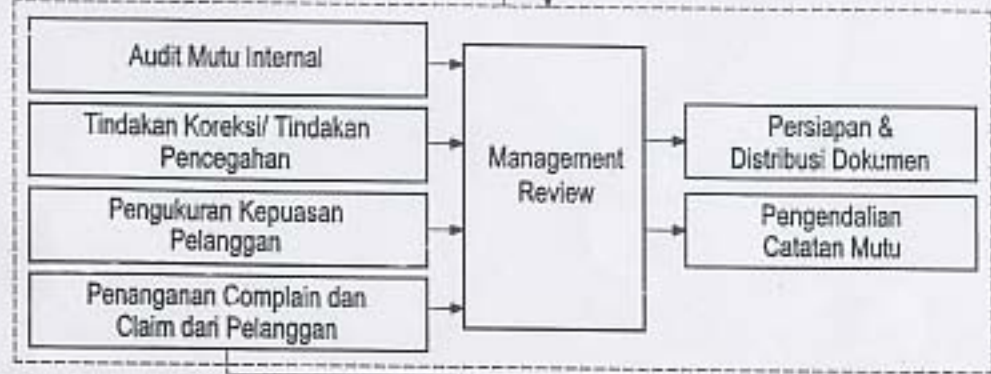 Audit Mutu Internal
Tindakan Koreksi/ Tindakan
Pencegahan
Pengukuran Kepuasan
Pelanggan
Penanganan Complain dan
Claim dari Pelanggan
Management
Review
Persiapan &
Distribusi Dokumen
Pengendalian
Catatan Mutu